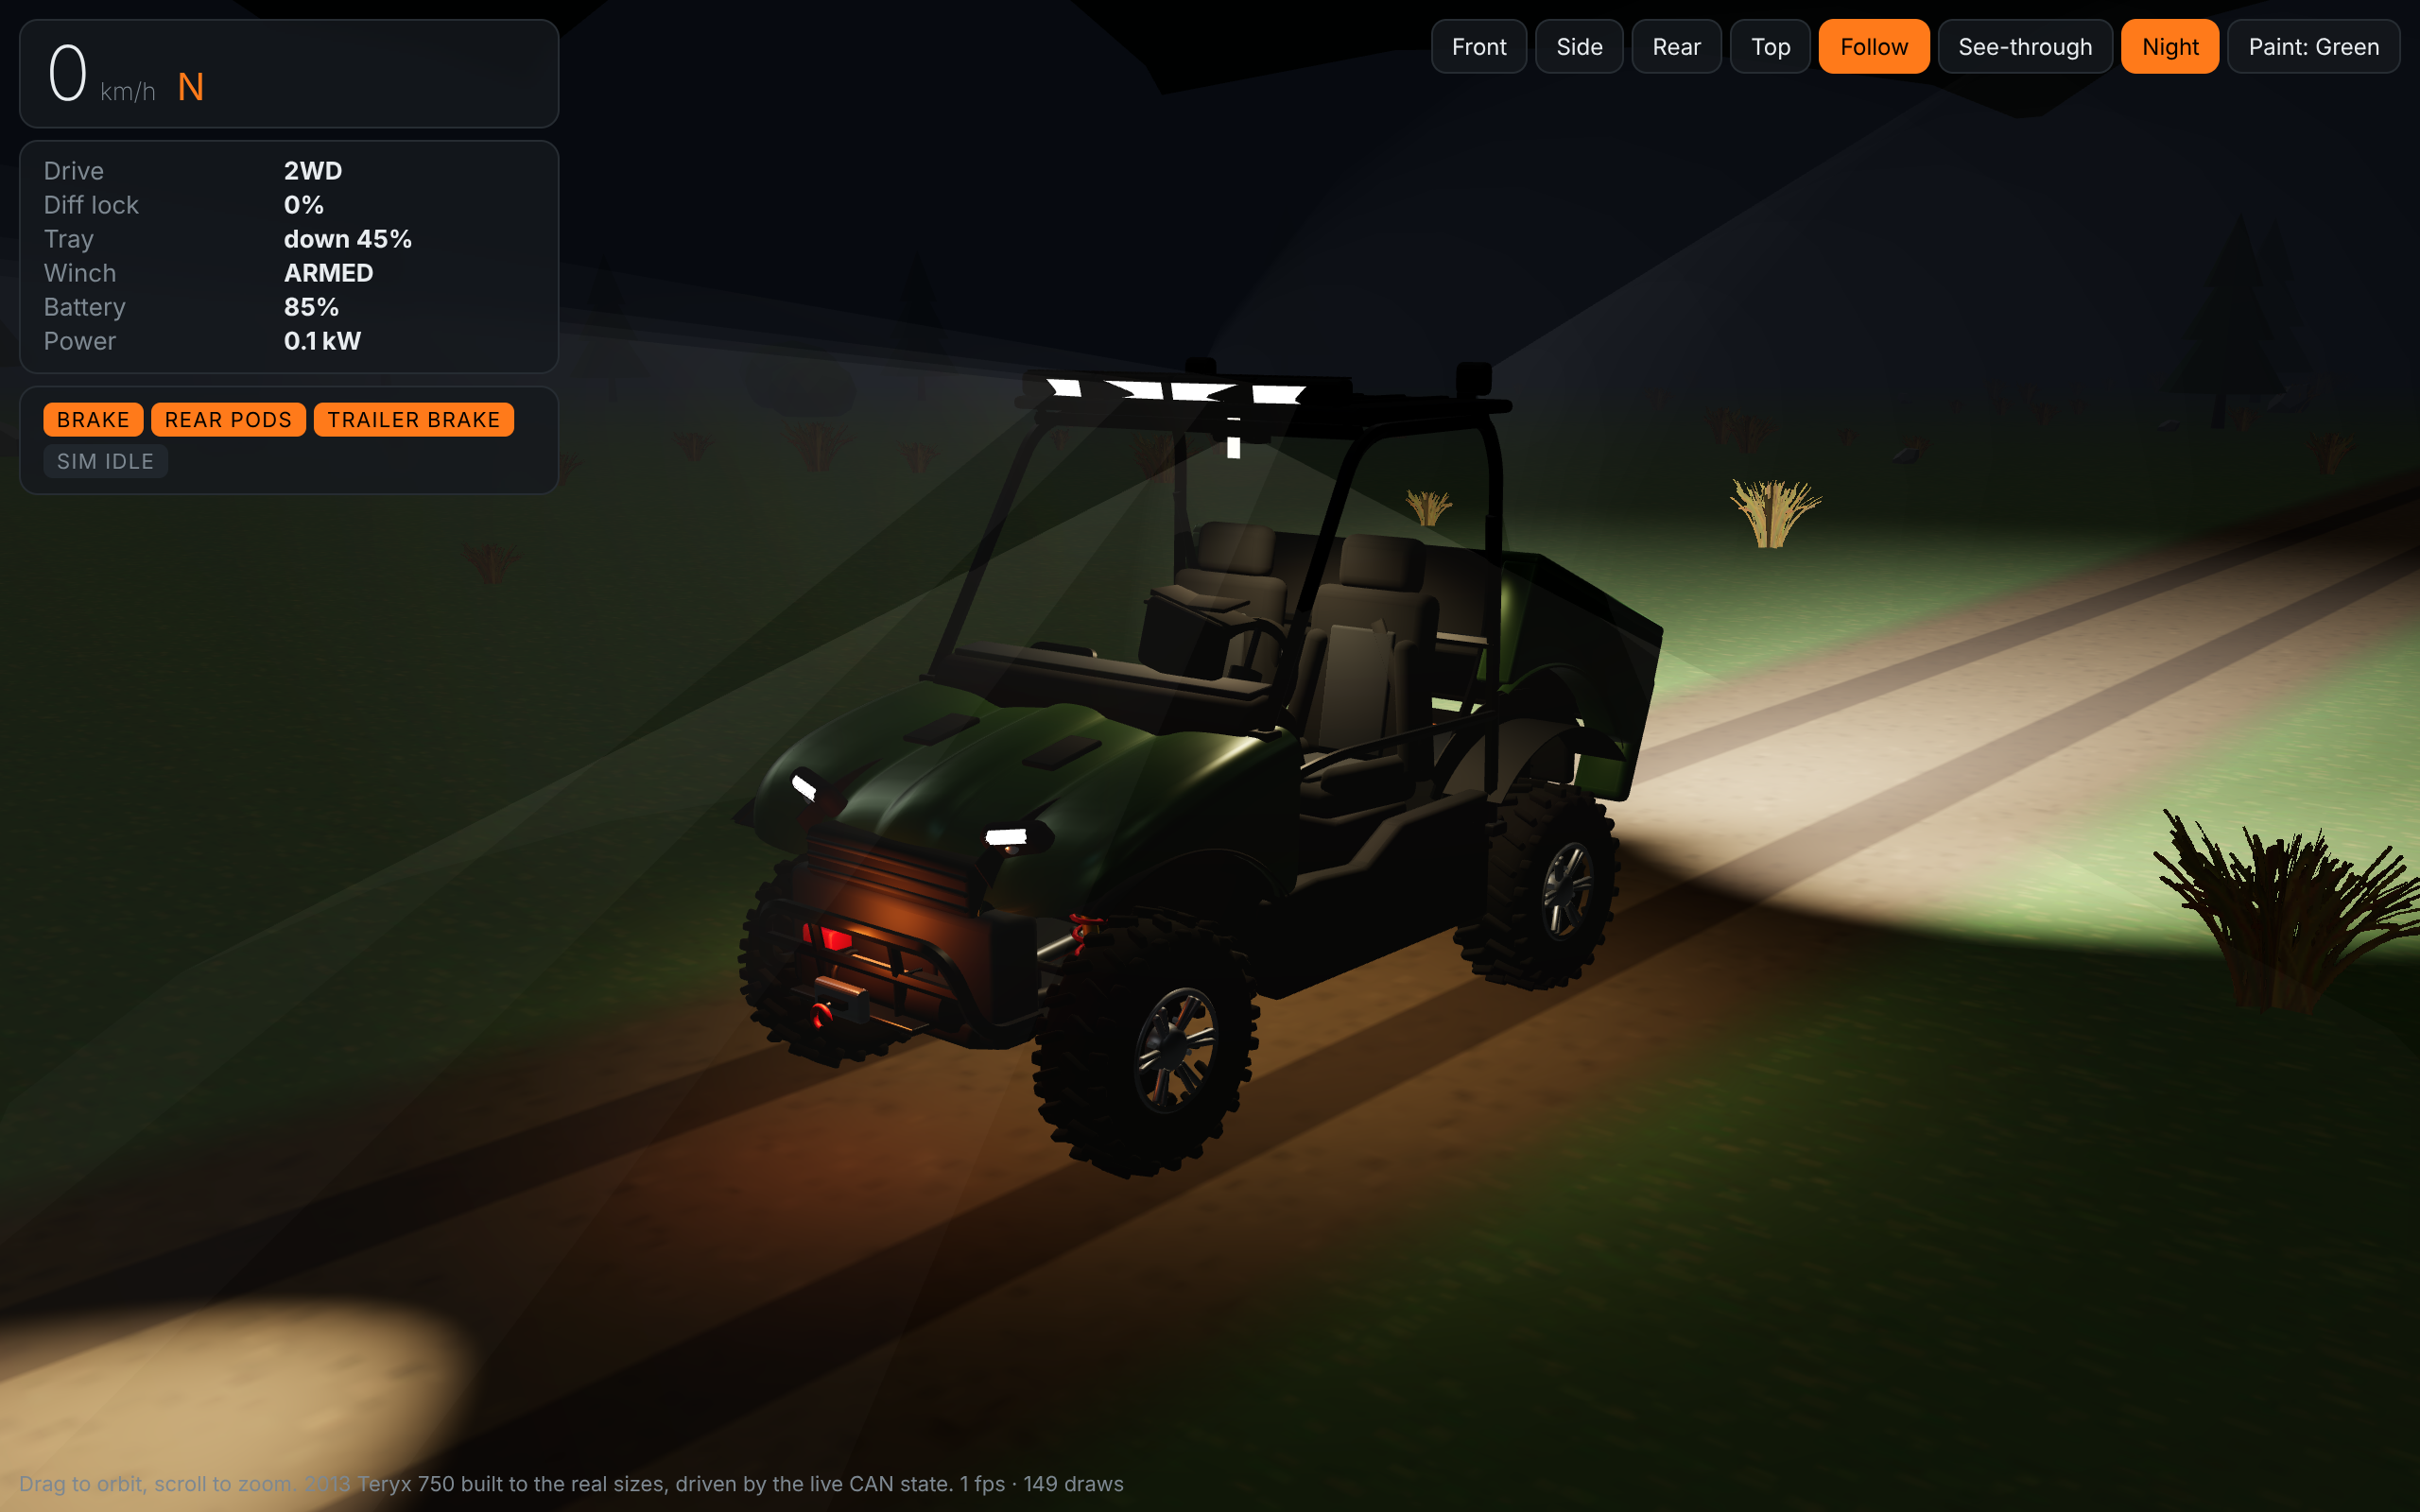 0 km/h N
Front Side Rear Top Follow See-through Night Paint: Green
Drive 2WD
Diff lock 0%
Tray down 45%
Winch ARMED
Battery 85%
Power 0.1 kW
BRAKE REAR PODS TRAILER BRAKE
SIM IDLE
Drag to orbit, scroll to zoom. 2013 Teryx 750 built to the real sizes, driven by the live CAN state. 1 fps · 149 draws